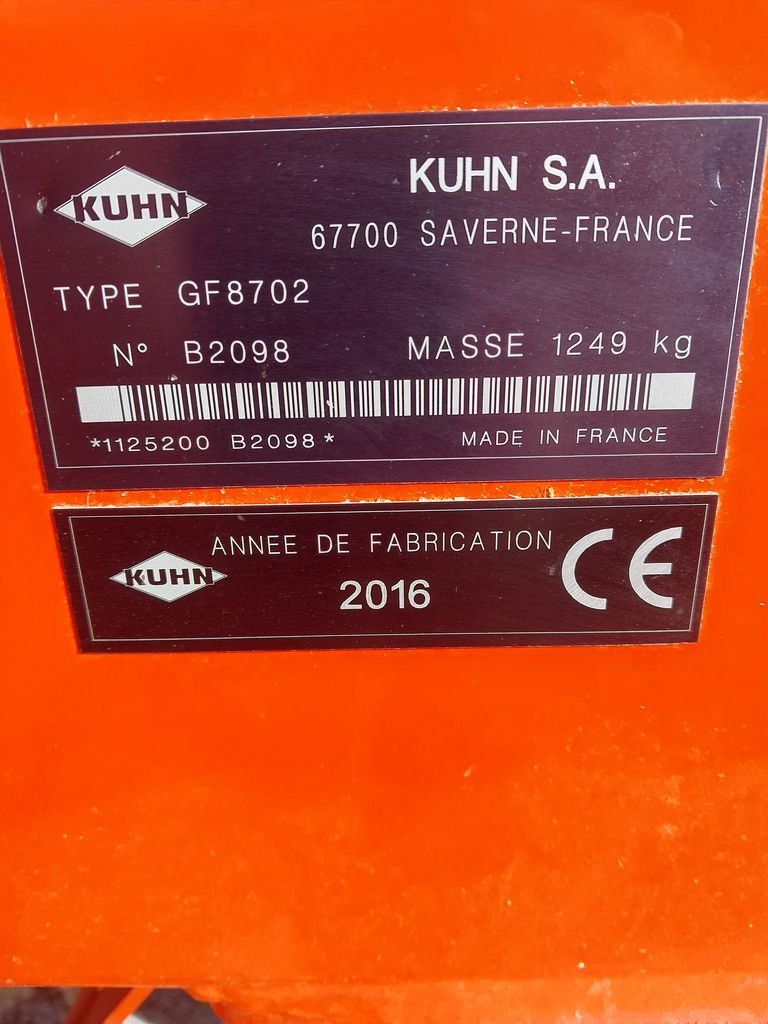 KUHN
KUHN S.A.
67700 SAVERNE-FRANCE
TYPE GF8702
N° B2098 MASSE 1249 kg
*1125200 B2098*
MADE IN FRANCE
KUHN
ANNEE DE FABRICATION
2016
CE